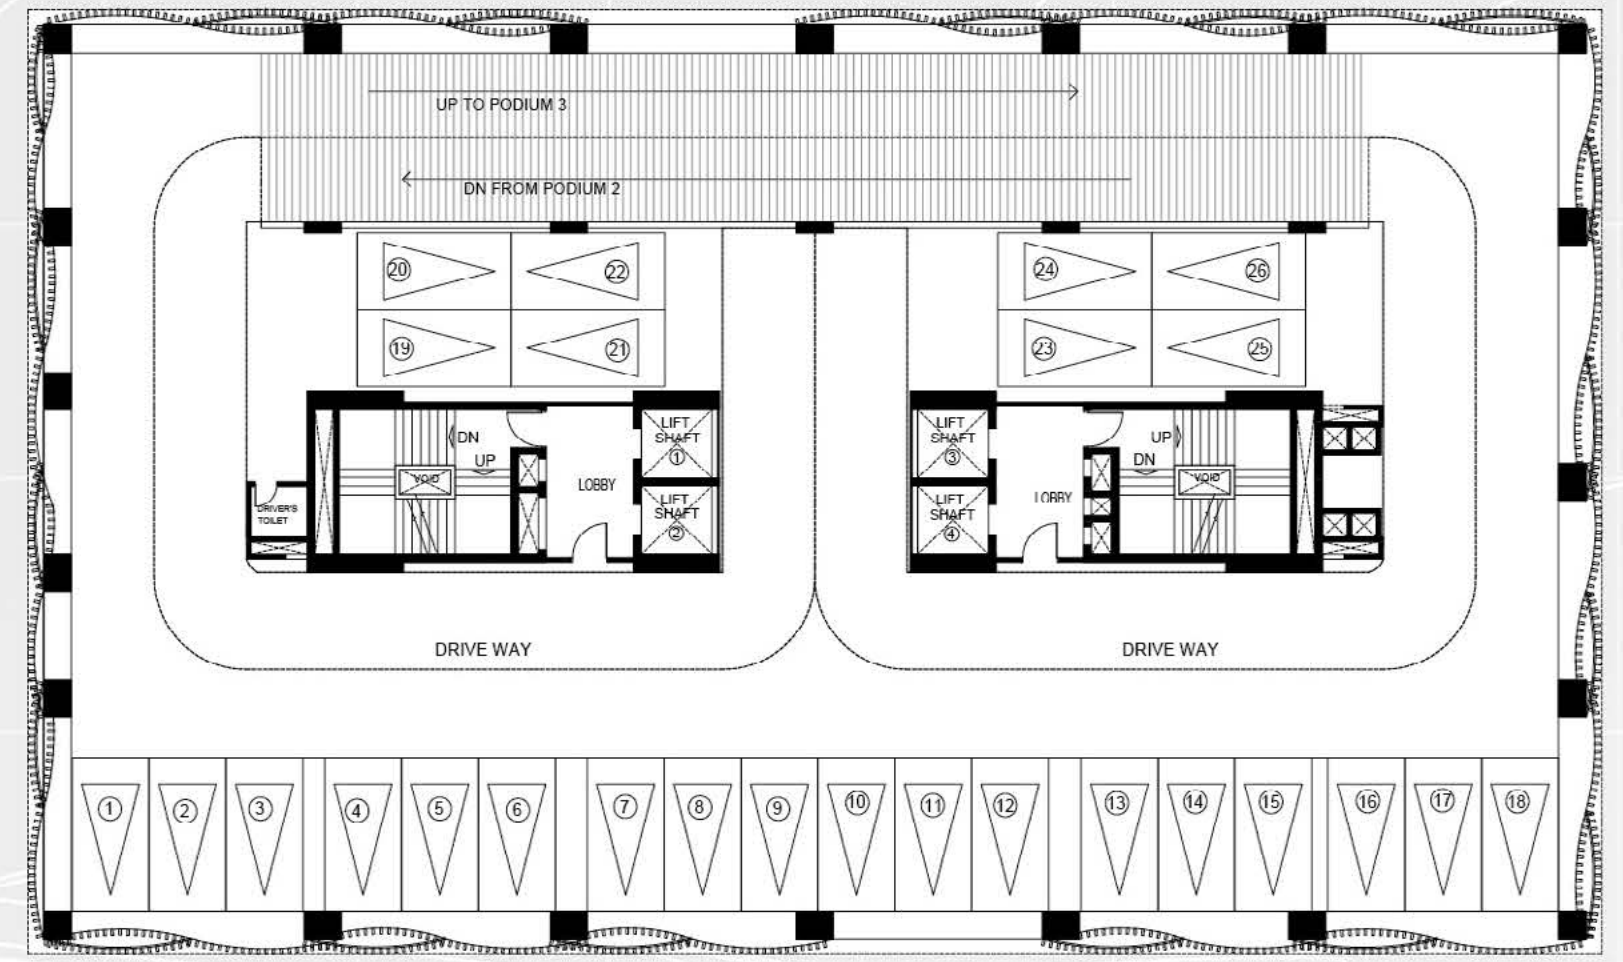 UP TO PODIUM 3
DN FROM PODIUM 2
20
22
24
26
19
21
23
25
DN
UP
VOID
LOBBY
LIFT
SHAFT
1
LIFT
SHAFT
2
DRIVER'S
TOILET
LIFT
SHAFT
3
LIFT
SHAFT
4
LOBBY
UP
DN
VOID
DRIVE WAY
DRIVE WAY
1
2
3
4
5
6
7
8
9
10
11
12
13
14
15
16
17
18